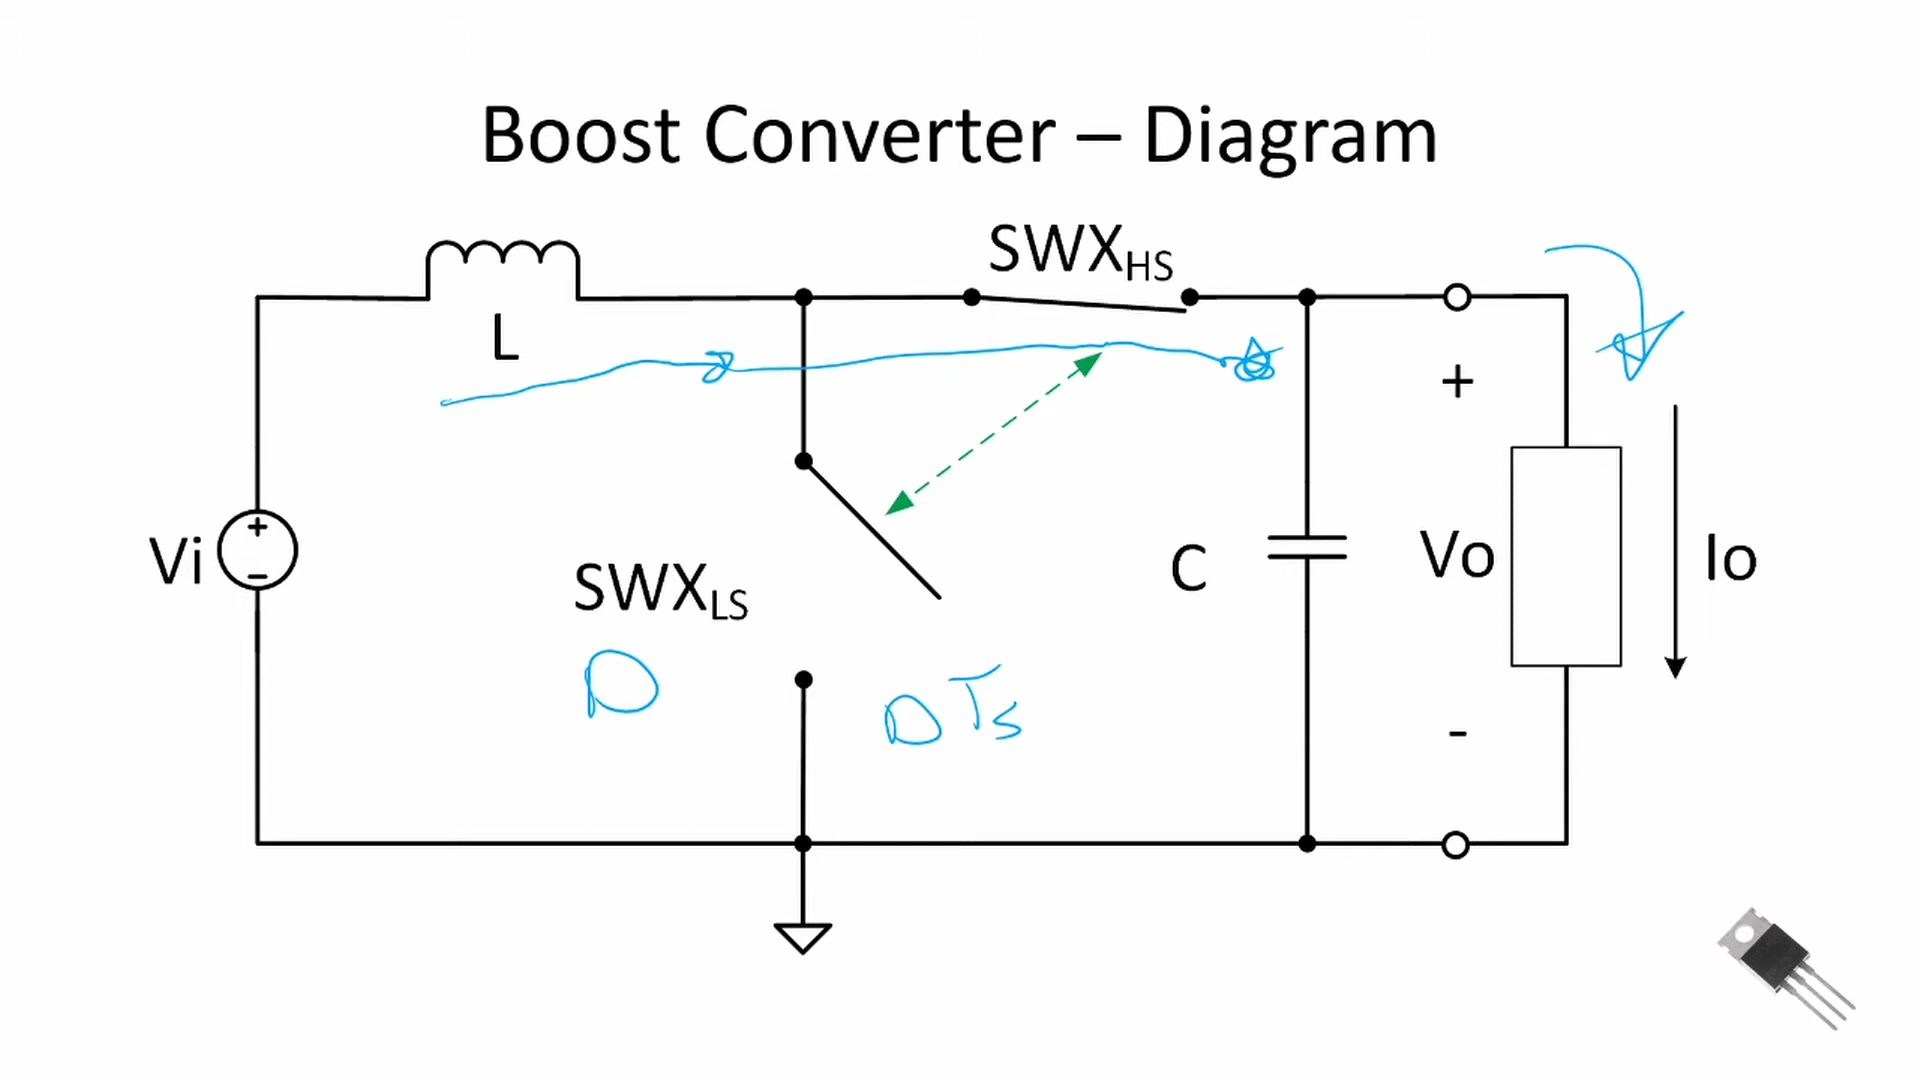 Boost Converter – Diagram
SWXHS
L
+
+
Vi
-
SWXLS
C
Vo
Io
D
DTs
-